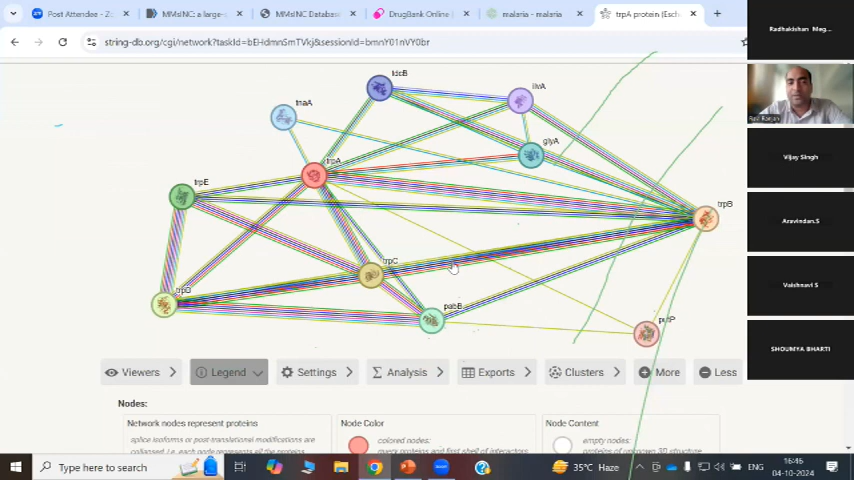 Post Attendee - Zo
MMsINC: a large-s
MMsINC Databas
DrugBank Online |
malaria - malaria
trpA protein (Esch
string-db.org/cgi/network?taskId=bEHdmnSmTVkj&sessionId=bmnY01nVY0br
Radhakishan Meg...
Vijay Singh
Aravindan.S
Vaishnavi S
SHOUMYA BHARTI
ltdcB
ilvA
tnaA
glyA
trpA
trpE
trpB
trpC
trpD
pabB
putP
Viewers
Legend
Settings
Analysis
Exports
Clusters
More
Less
Nodes:
Network nodes represent proteins
splice isoforms or post-translational modifications are
collapsed, i.e. each node represents all the proteins
Node Color
colored nodes:
query proteins and first shell of interactors
Node Content
empty nodes:
proteins of unknown 3D structure
Type here to search
35°C Haze
ENG
04-10-2024